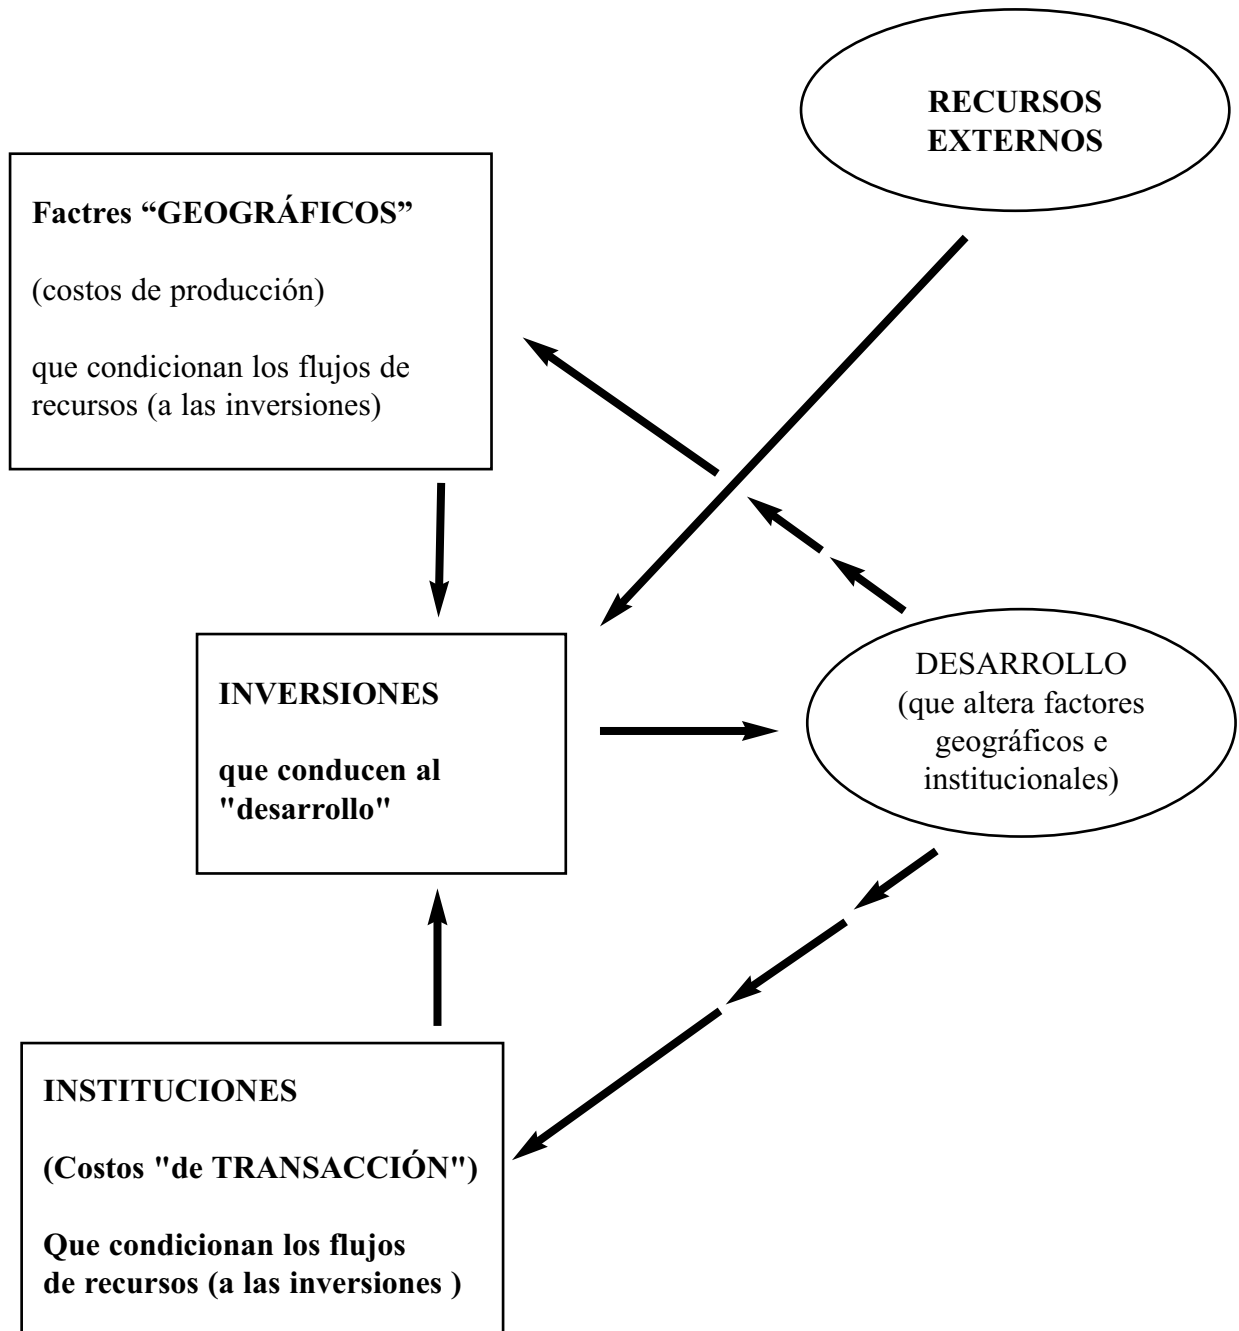 RECURSOS
EXTERNOS
Factres “GEOGRÁFICOS”
(costos de producción)
que condicionan los flujos de
recursos (a las inversiones)
INVERSIONES
que conducen al
"desarrollo"
DESARROLLO
(que altera factores
geográficos e
institucionales)
INSTITUCIONES
(Costos "de TRANSACCIÓN")
Que condicionan los flujos
de recursos (a las inversiones )